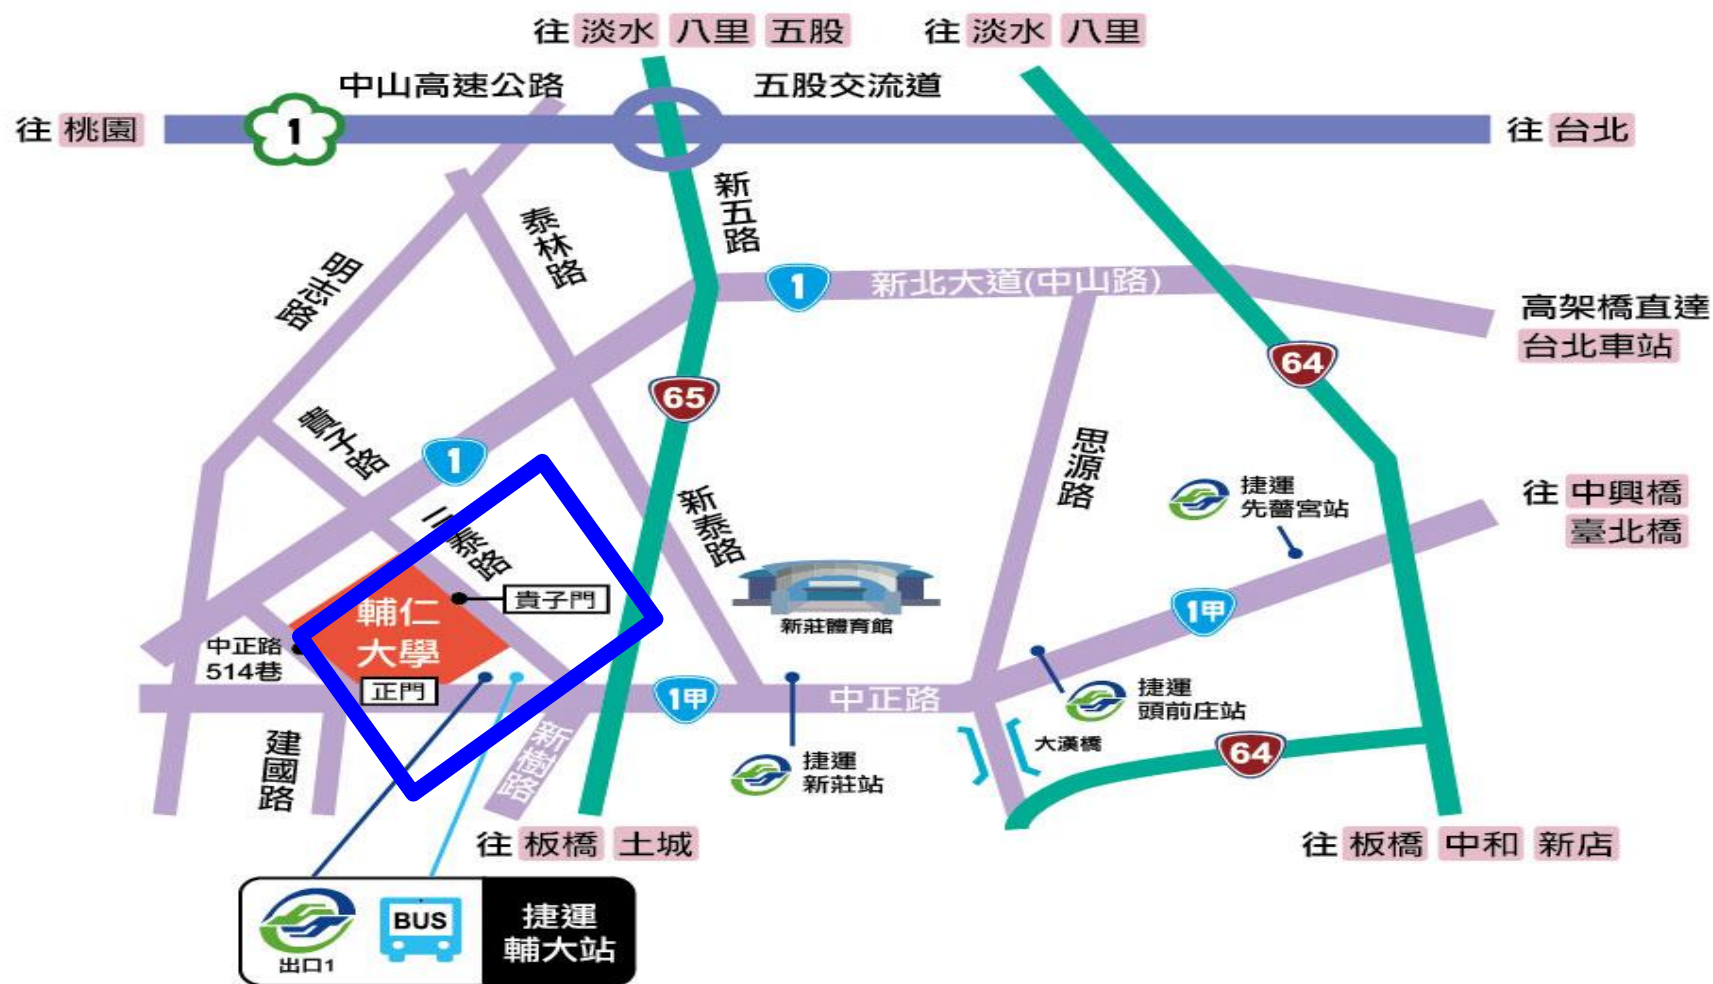 往 淡水 八里 五股
往 淡水 八里
中山高速公路
五股交流道
往 桃園
1
往 台北
新五路
泰林路
明志路
1
新北大道(中山路)
高架橋直達
台北車站
64
65
貴子路
1
思源路
捷運
先嗇宮站
往 中興橋
臺北橋
新泰路
三泰路
貴子門
輔仁
大學
新莊體育館
1甲
中正路
514巷
正門
1甲
中正路
捷運
頭前庄站
大漢橋
64
建國路
新樹路
捷運
新莊站
往 板橋 土城
往 板橋 中和 新店
BUS
出口1
捷運
輔大站